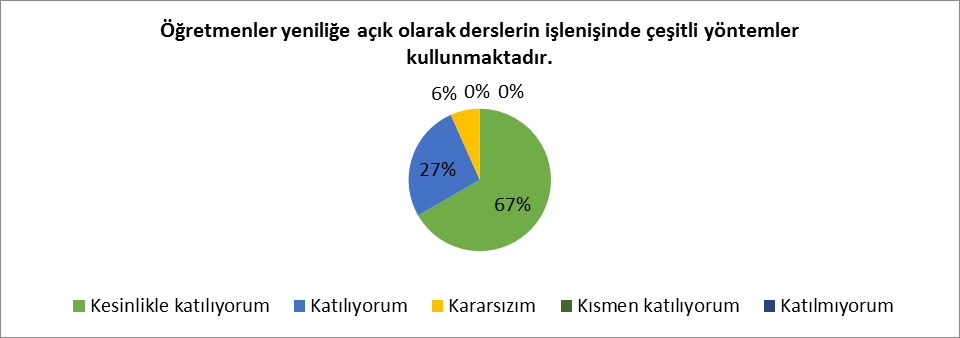 Öğretmenler yeniliğe açık olarak derslerin işlenişinde çeşitli yöntemler
kullunmaktadır.
6% 0% 0%
27%
67%
Kesinlikle katılıyorum Katılıyorum Kararsızım Kısmen katılıyorum Katılmıyorum